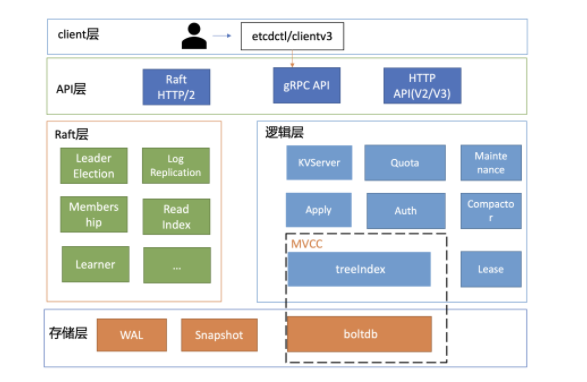 client层
etcdctl/clientv3
API层
Raft
HTTP/2
gRPC API
HTTP
API(V2/V3)
Raft层
Leader
Election
Log
Replication
Members
hip
Read
Index
Learner
...
逻辑层
KVServer
Quota
Mainte
nance
Apply
Auth
Compacto
r
MVCC
treeIndex
Lease
存储层
WAL
Snapshot
boltdb